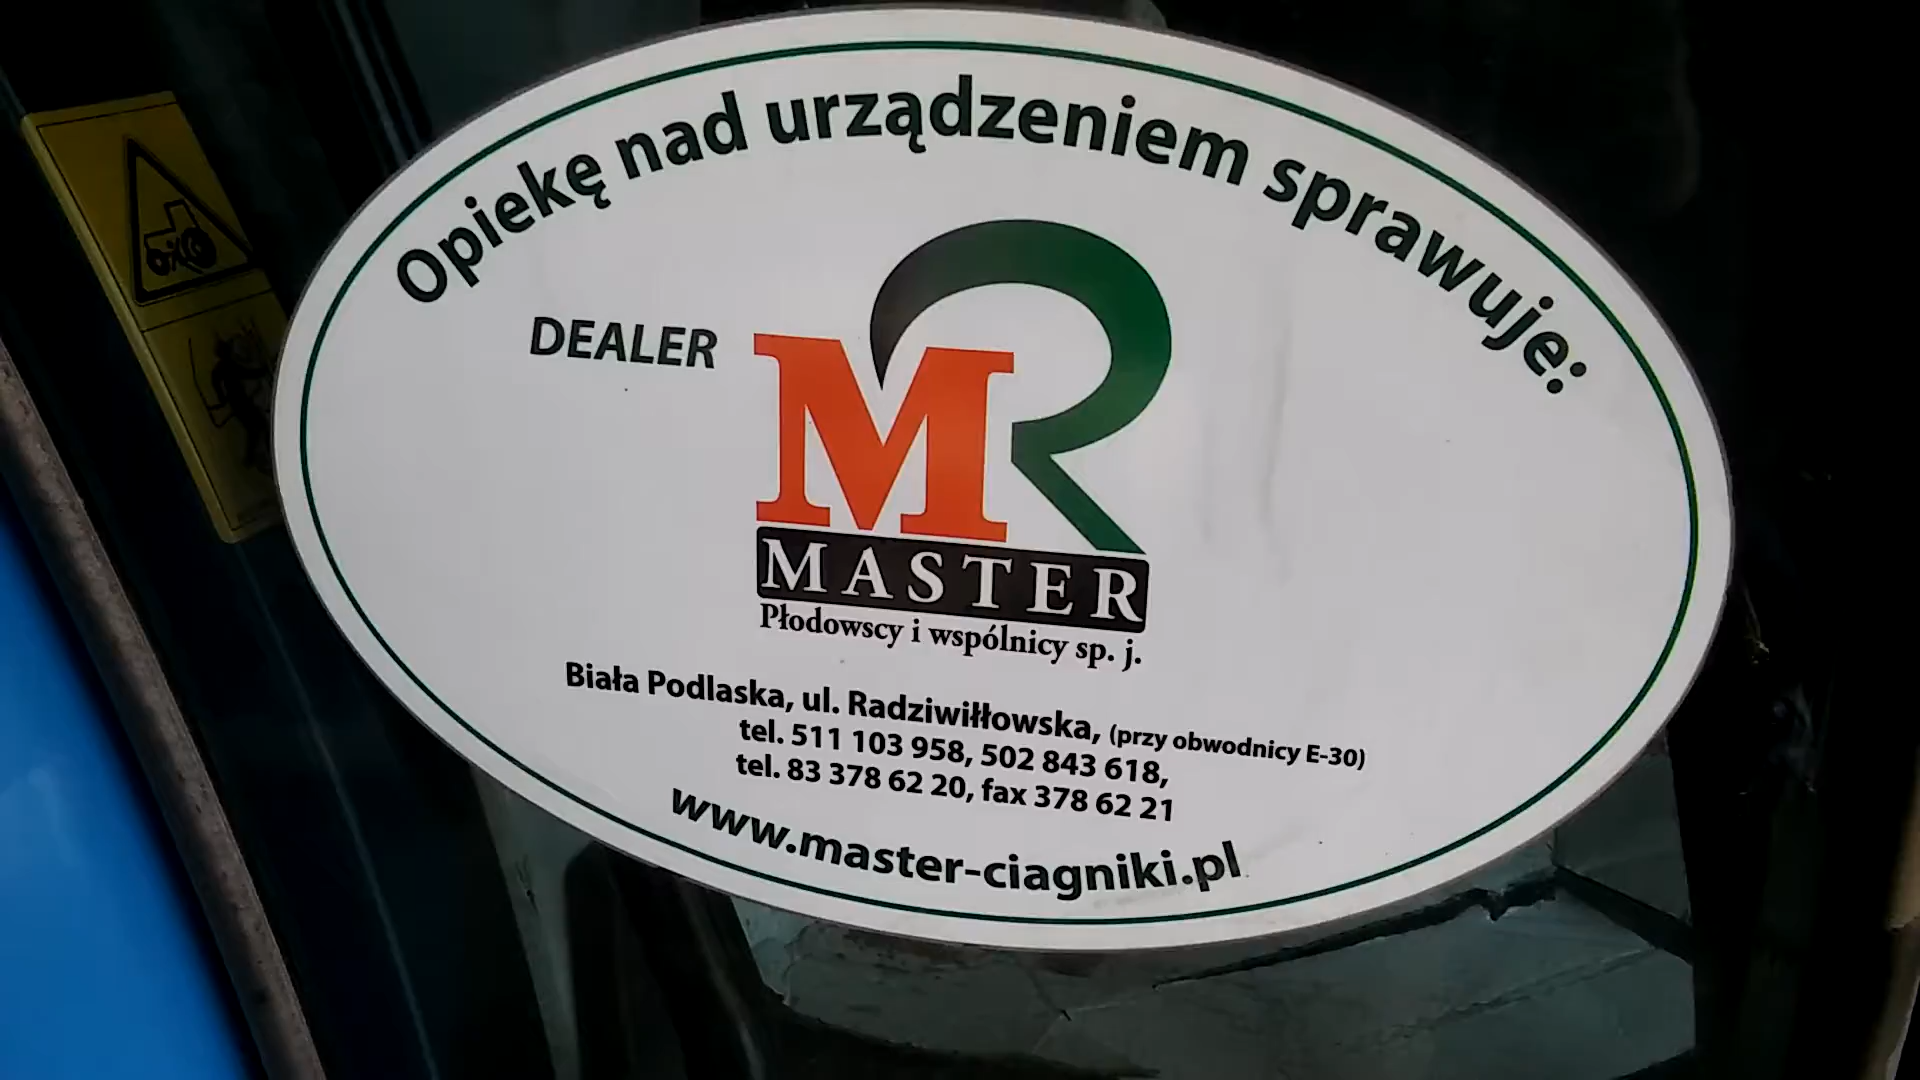 Opiekę nad urządzeniem sprawuje:
DEALER
MR
MASTER
Płodowscy i wspólnicy sp. j.
Biała Podlaska, ul. Radziwiłłowska, (przy obwodnicy E-30)
tel. 511 103 958, 502 843 618,
tel. 83 378 62 20, fax 378 62 21
www.master-ciagniki.pl